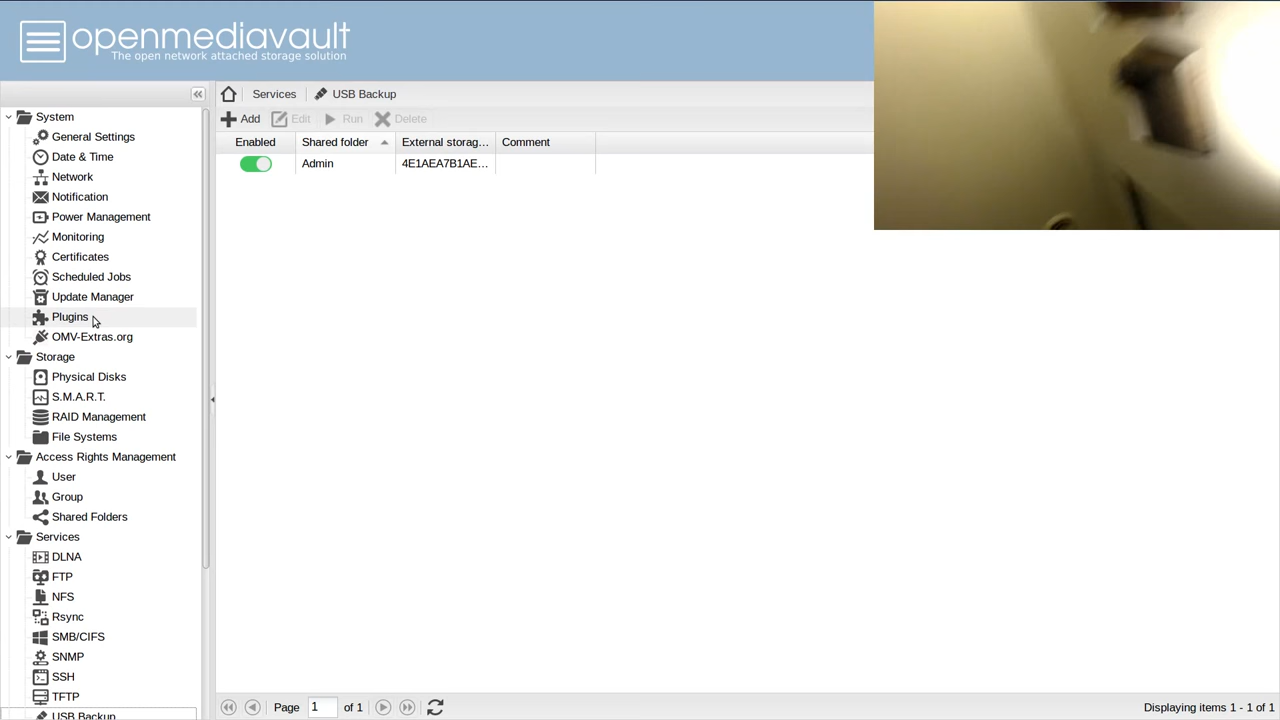 openmediavault
The open network attached storage solution
System
General Settings
Date & Time
Network
Notification
Power Management
Monitoring
Certificates
Scheduled Jobs
Update Manager
Plugins
OMV-Extras.org
Storage
Physical Disks
S.M.A.R.T.
RAID Management
File Systems
Access Rights Management
User
Group
Shared Folders
Services
DLNA
FTP
NFS
Rsync
SMB/CIFS
SNMP
SSH
TFTP
USB Backup
Services USB Backup
Add Edit Run Delete
Enabled Shared folder External storag... Comment
Admin 4E1AEA7B1AE...
Page 1 of 1 Displaying items 1 - 1 of 1